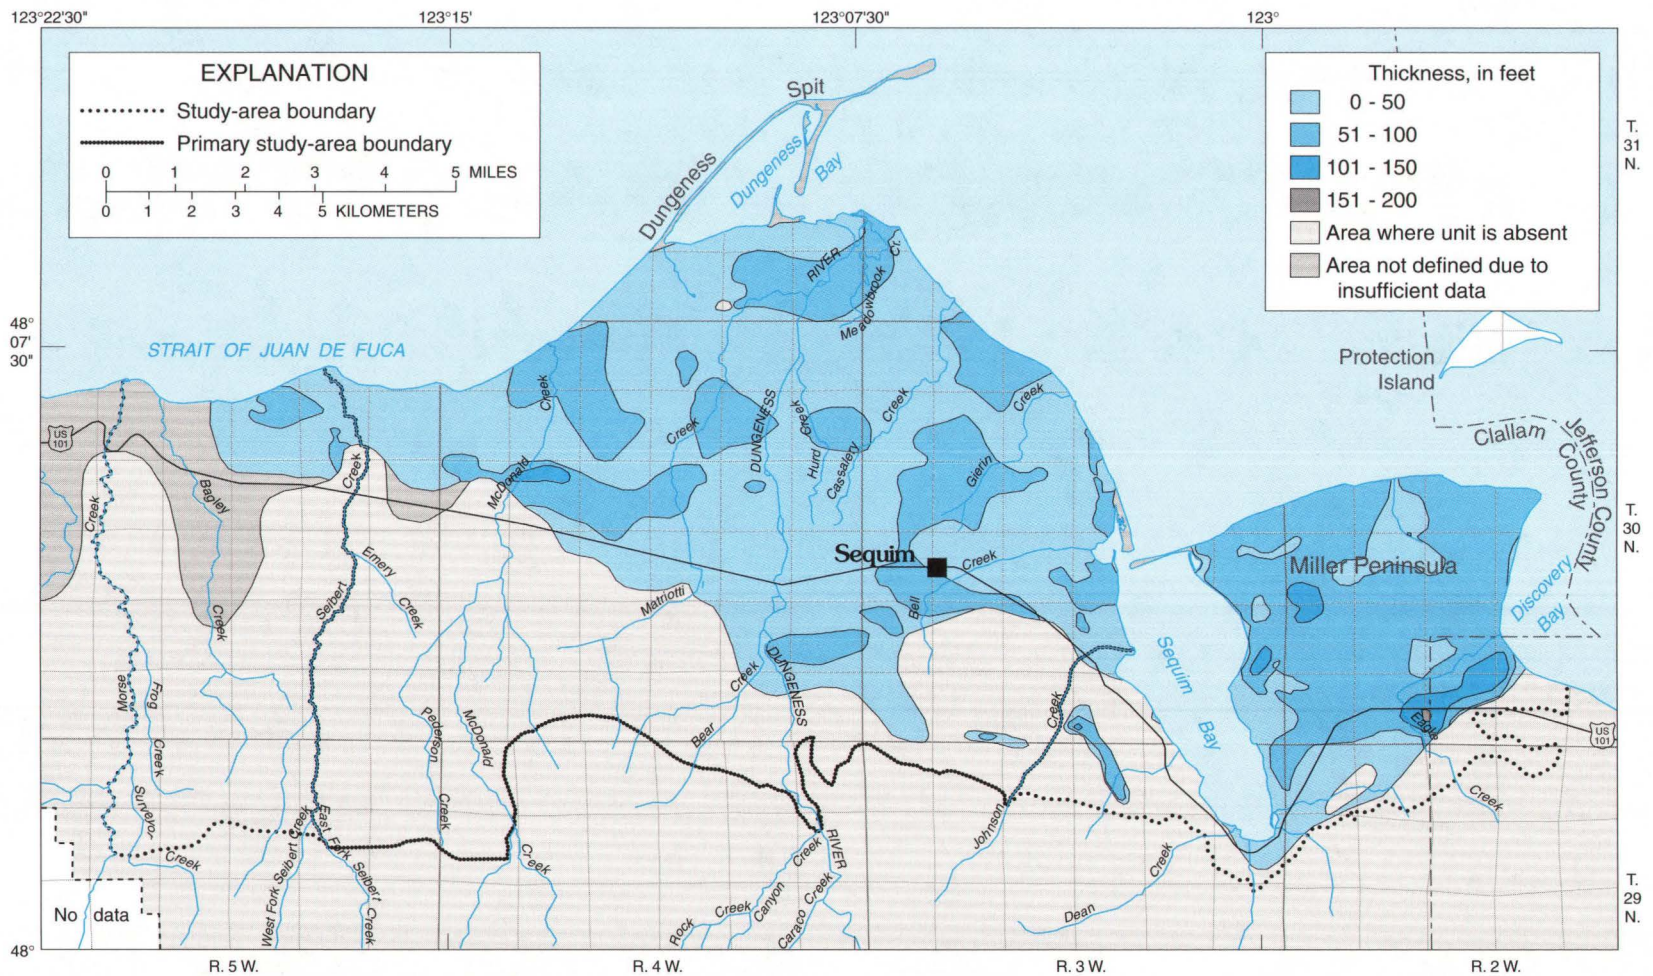 123°22'30"
123°15'
123°07'30"
123°
EXPLANATION
Study-area boundary
Primary study-area boundary
0 1 2 3 4 5 MILES
0 1 2 3 4 5 KILOMETERS
Thickness, in feet
0 - 50
51 - 100
101 - 150
151 - 200
Area where unit is absent
Area not defined due to
insufficient data
T.
31
N.
Spit
Dungeness
Dungeness
Bay
RIVER
Cr.
Meadowbrook
48°
07'
30"
STRAIT OF JUAN DE FUCA
Protection
Island
Clallam
County
Jefferson County
US
101
Creek
Creek
Creek
DUNGENESS
Creek
Creek
Creek
Hurd
Cassalery
Gierin
McDonald
Creek
Bagley
Creek
T.
30
N.
Sequim
Creek
Miller Peninsula
Discovery
Bay
Emery
Creek
Seibert
Creek
Matriotti
Bell
Sequim
Bay
DUNGENESS
Creek
Morse
Frog
Creek
Pederson
Creek
McDonald
Creek
Bear
Creek
Eagle
Creek
US
101
Surveyor
Creek
Seibert Creek
West Fork
East Fork Seibert
Creek
RIVER
Creek
Canyon
Rock
Creek
Caraco Creek
Johnson
Creek
Dean
No data
T.
29
N.
48°
R. 5 W.
R. 4 W.
R. 3 W.
R. 2 W.